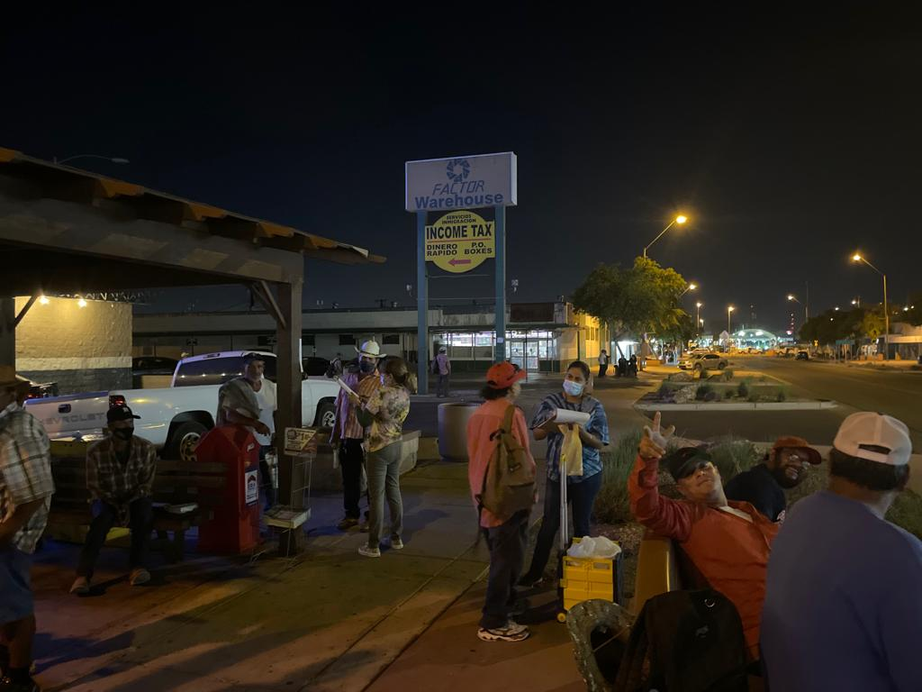 FACTOR
Warehouse
SERVICIOS
INMIGRACION
INCOME TAX
DINERO P.O.
RAPIDO BOXES